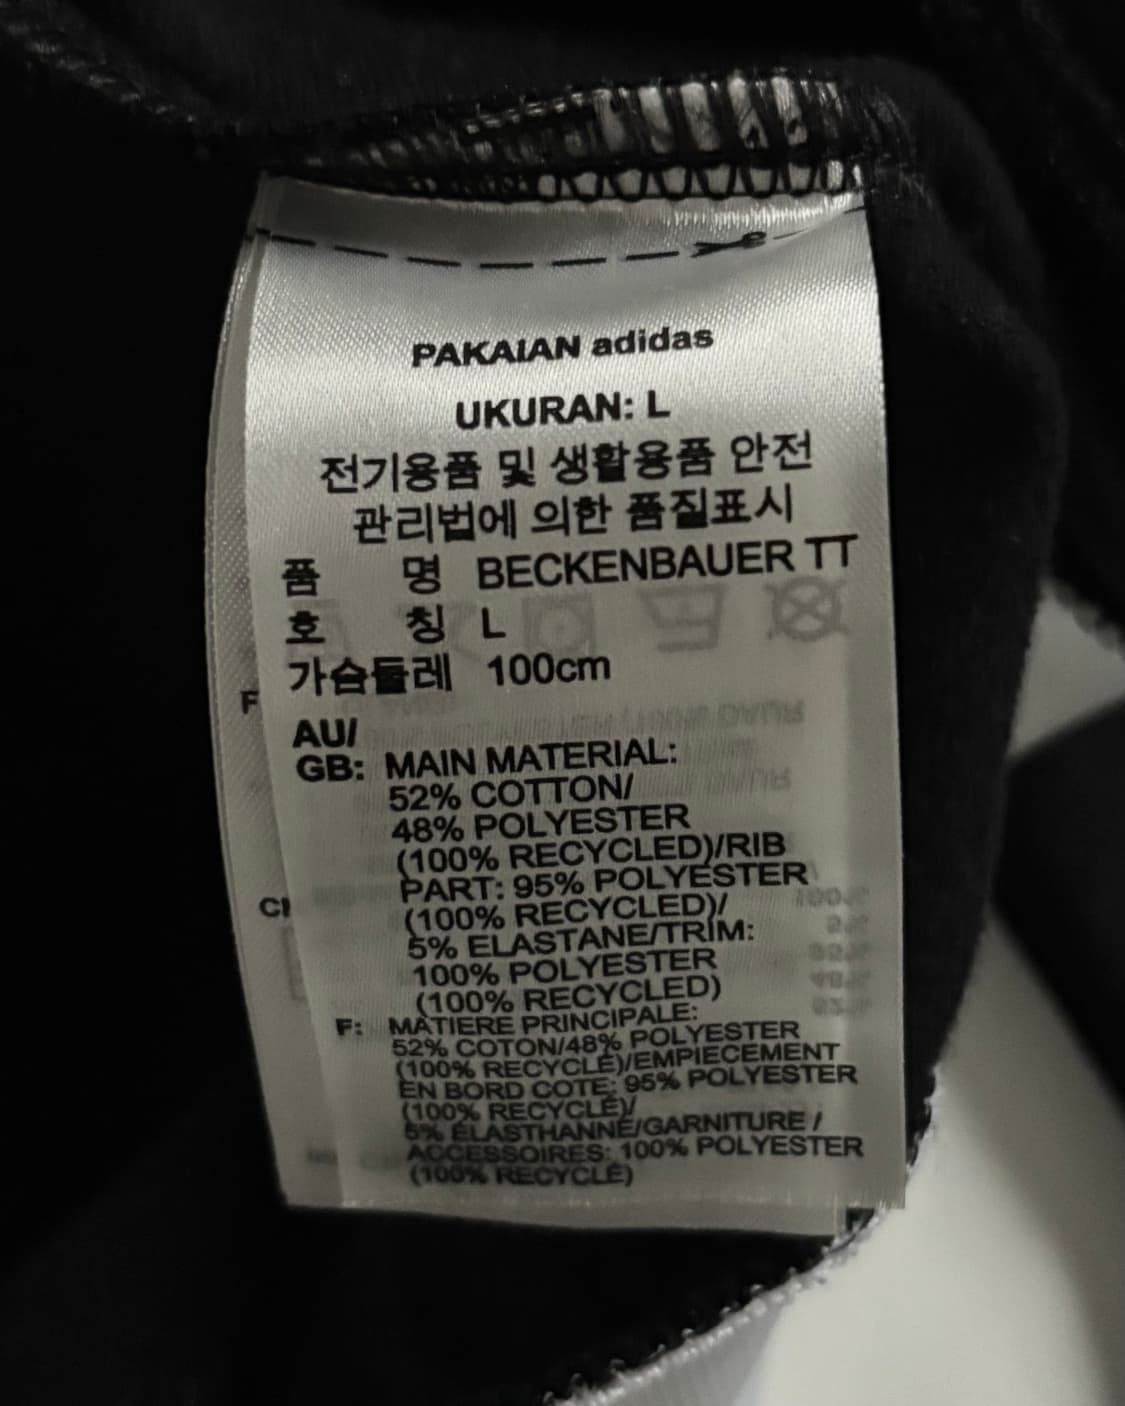 PAKAIAN adidas
UKURAN: L
전기용품 및 생활용품 안전
관리법에 의한 품질표시
품 명 BECKENBAUER TT
호 칭 L
가슴둘레 100cm
AU/
GB: MAIN MATERIAL:
52% COTTON/
48% POLYESTER
(100% RECYCLED)/RIB
PART: 95% POLYESTER
(100% RECYCLED)/
5% ELASTANE/TRIM:
100% POLYESTER
(100% RECYCLED)
F: MATIERE PRINCIPALE:
52% COTON/48% POLYESTER
(100% RECYCLÉ)/EMPIECEMENT
EN BORD COTE: 95% POLYESTER
(100% RECYCLÉ)/
5% ÉLASTHANNE/GARNITURE /
ACCESSOIRES: 100% POLYESTER
(100% RECYCLÉ)